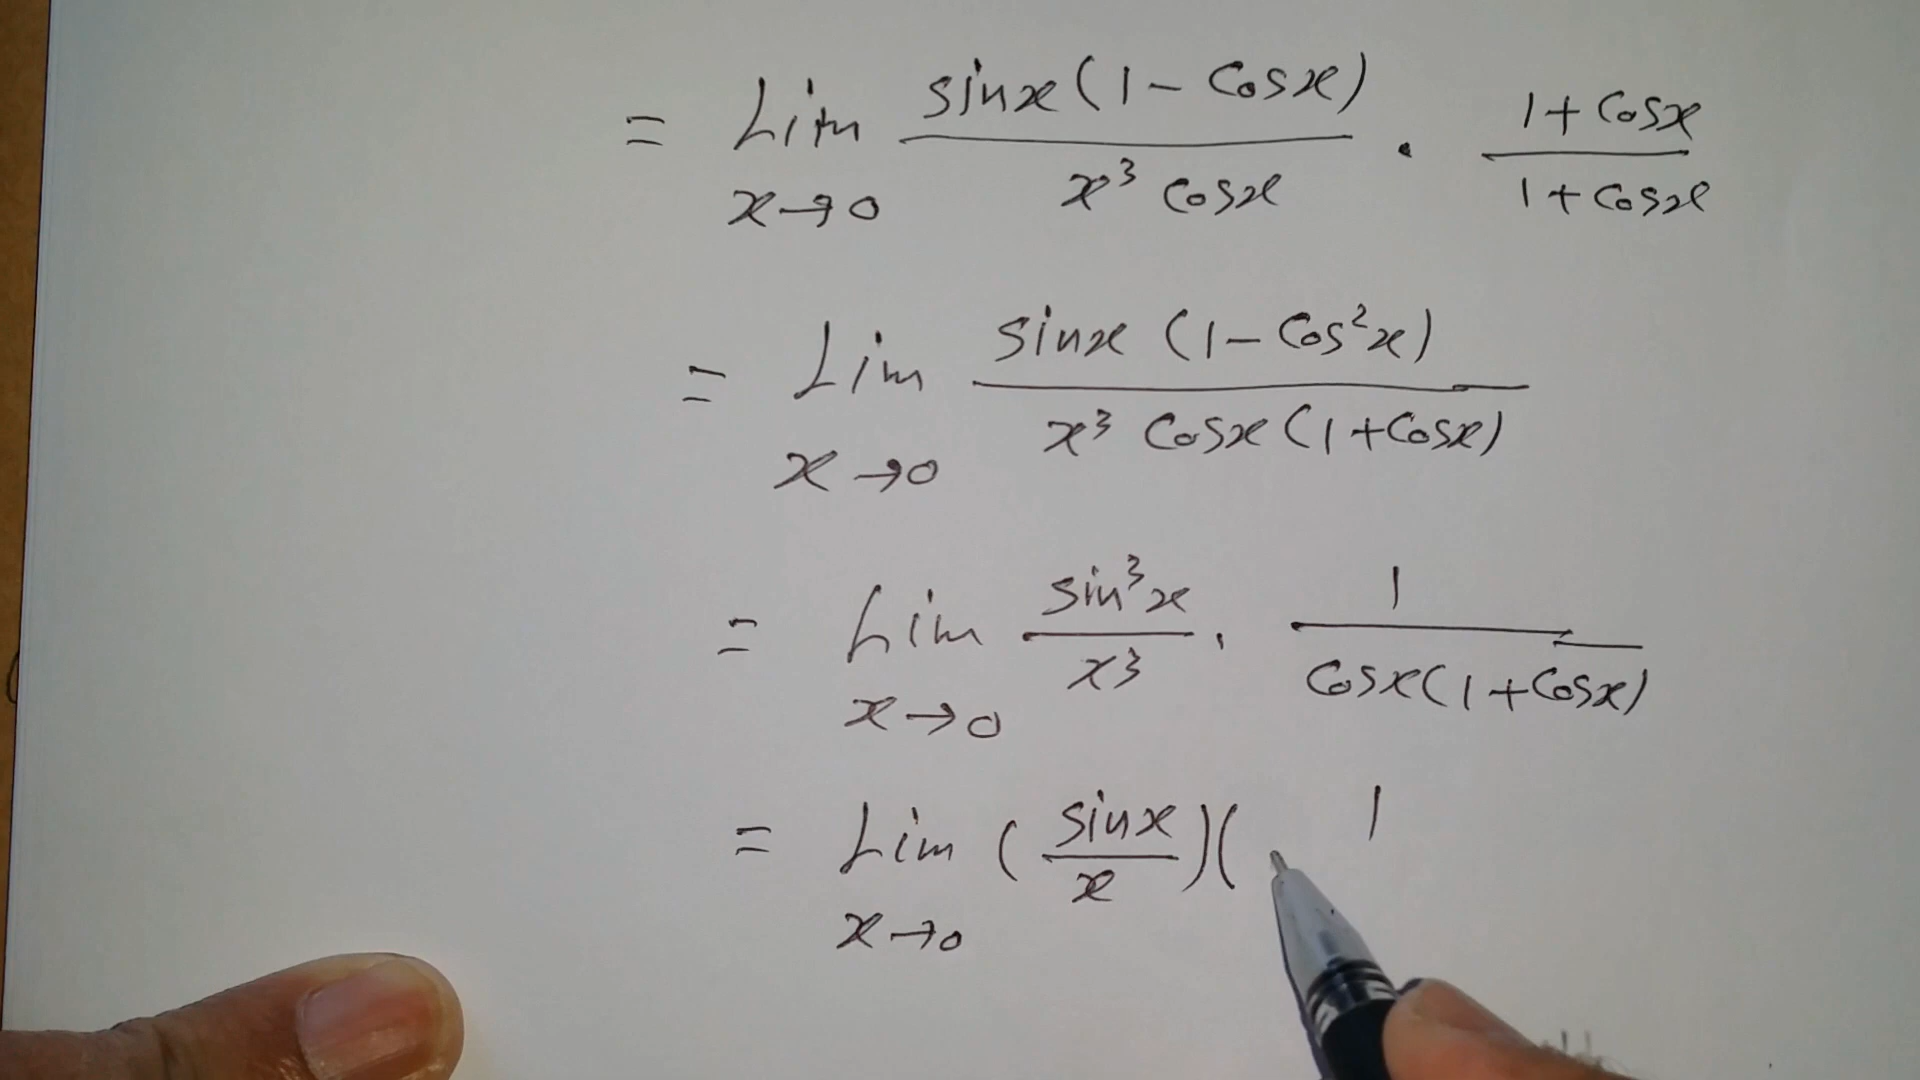 = Lim x→0 sinx(1 - Cosx) / x³ cosx · 1 + Cosx / 1 + Cosx
= Lim x→0 sinx (1 - Cos²x) / x³ Cosx (1 + Cosx)
= Lim x→0 sin³x / x³ · 1 / Cosx(1 + Cosx)
= Lim x→0 (sinx / x)( 1